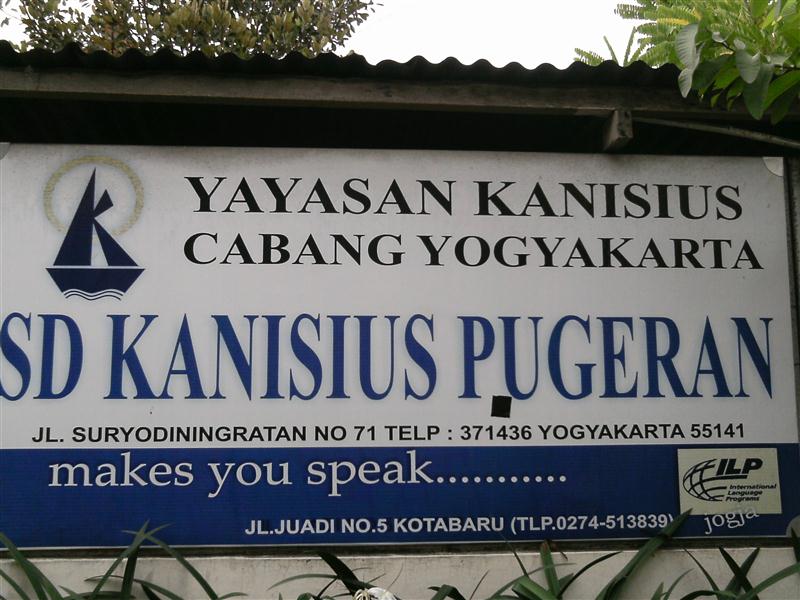 YAYASAN KANISIUS
CABANG YOGYAKARTA
SD KANISIUS PUGERAN
JL. SURYODININGRATAN NO 71 TELP : 371436 YOGYAKARTA 55141
makes you speak...........
ILP
International
Language
Programs
jogja
JL.JUADI NO.5 KOTABARU (TLP.0274-513839)